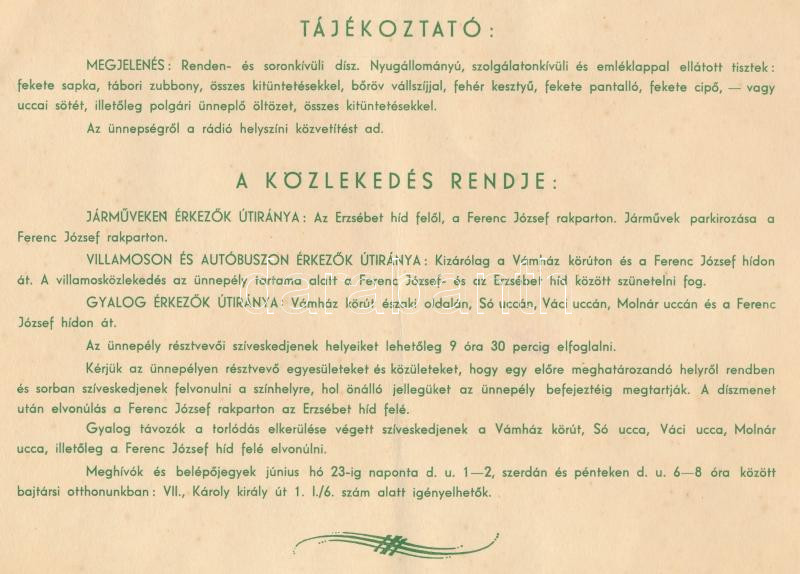 TÁJÉKOZTATÓ:
MEGJELENÉS: Renden- és soronkívüli dísz. Nyugállományú, szolgálatonkívüli és emléklappal ellátott tisztek:
fekete sapka, tábori zubbony, összes kitüntetésekkel, bőröv vállszíjjal, fehér kesztyű, fekete pantalló, fekete cipő, — vagy
uccai sötét, illetőleg polgári ünneplő öltözet, összes kitüntetésekkel.
Az ünnepségről a rádió helyszíni közvetítést ad.
A KÖZLEKEDÉS RENDJE:
JÁRMŰVEKEN ÉRKEZŐK ÚTIRÁNYA: Az Erzsébet híd felől, a Ferenc József rakparton. Járművek parkirozása a
Ferenc József rakparton.
VILLAMOSON ÉS AUTÓBUSZON ÉRKEZŐK ÚTIRÁNYA: Kizárólag a Vámház körúton és a Ferenc József hídon
át. A villamosközlekedés az ünnepély tartama alatt a Ferenc József- és az Erzsébet híd között szünetelni fog.
GYALOG ÉRKEZŐK ÚTIRÁNYA: Vámház körút északi oldalán, Só uccán, Váci uccán, Molnár uccán és a Ferenc
József hídon át.
Az ünnepély résztvevői szíveskedjenek helyeiket lehetőleg 9 óra 30 percig elfoglalni.
Kérjük az ünnepélyen résztvevő egyesületeket és közületeket, hogy egy előre meghatározandó helyről rendben
és sorban szíveskedjenek felvonulni a színhelyre, hol önálló jellegüket az ünnepély befejeztéig megtartják. A díszmenet
után elvonúlás a Ferenc József rakparton az Erzsébet híd felé.
Gyalog távozók a torlódás elkerülése végett szíveskedjenek a Vámház körút, Só ucca, Váci ucca, Molnár
ucca, illetőleg a Ferenc József híd felé elvonúlni.
Meghívók és belépőjegyek június hó 23-ig naponta d. u. 1—2, szerdán és pénteken d. u. 6—8 óra között
bajtársi otthonunkban: VII., Károly király út 1. I./6. szám alatt igényelhetők.
darabanth